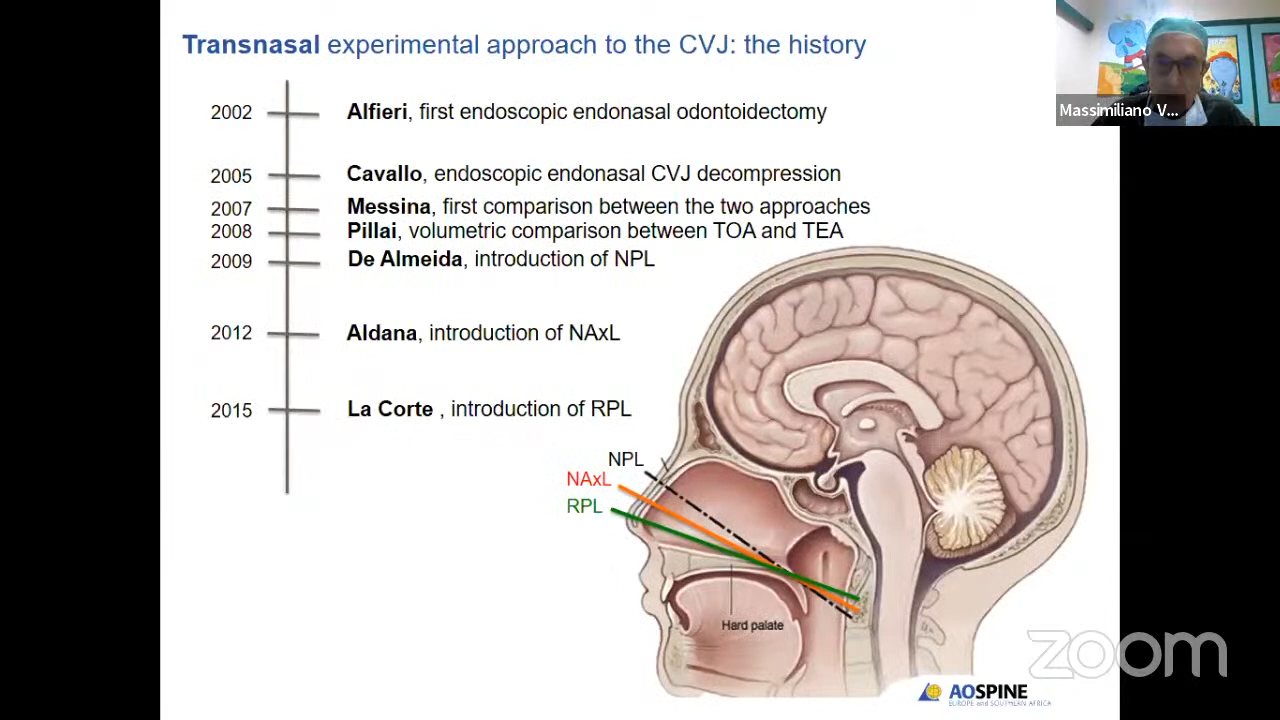 Transnasal experimental approach to the CVJ: the history
Massimiliano V...
2002 Alfieri, first endoscopic endonasal odontoidectomy
2005 Cavallo, endoscopic endonasal CVJ decompression
2007 Messina, first comparison between the two approaches
2008 Pillai, volumetric comparison between TOA and TEA
2009 De Almeida, introduction of NPL
2012 Aldana, introduction of NAxL
2015 La Corte , introduction of RPL
NPL
NAxL
RPL
Hard palate
zoom
AOSPINE
EUROPE and SOUTHERN AFRICA